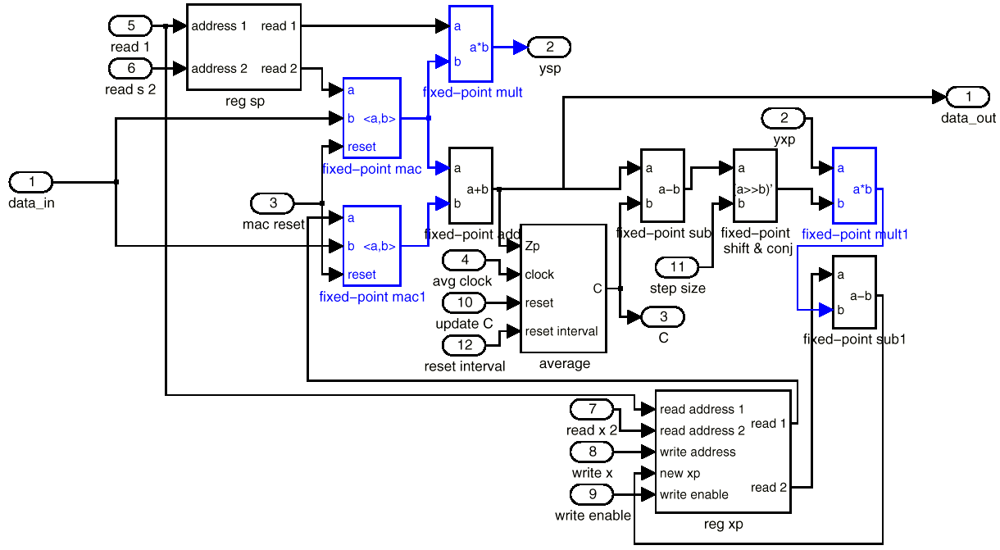 5
read 1
6
read s 2
address 1
read 1
address 2
read 2
reg sp
a
a*b
b
fixed−point mult
2
ysp
a
b
<a,b>
reset
fixed−point mac
1
data_in
3
mac reset
a
b
<a,b>
reset
fixed−point mac1
a
a+b
b
fixed−point add
4
avg clock
10
update C
12
reset interval
Zp
clock
C
reset
reset interval
average
a
a−b
b
fixed−point sub
3
C
11
step size
a
(a>>b)'
b
fixed−point
shift & conj
2
yxp
a
a*b
b
fixed−point mult1
1
data_out
a
a−b
b
fixed−point sub1
7
read x 2
8
write x
9
write enable
read address 1
read 1
read address 2
write address
new xp
read 2
write enable
reg xp